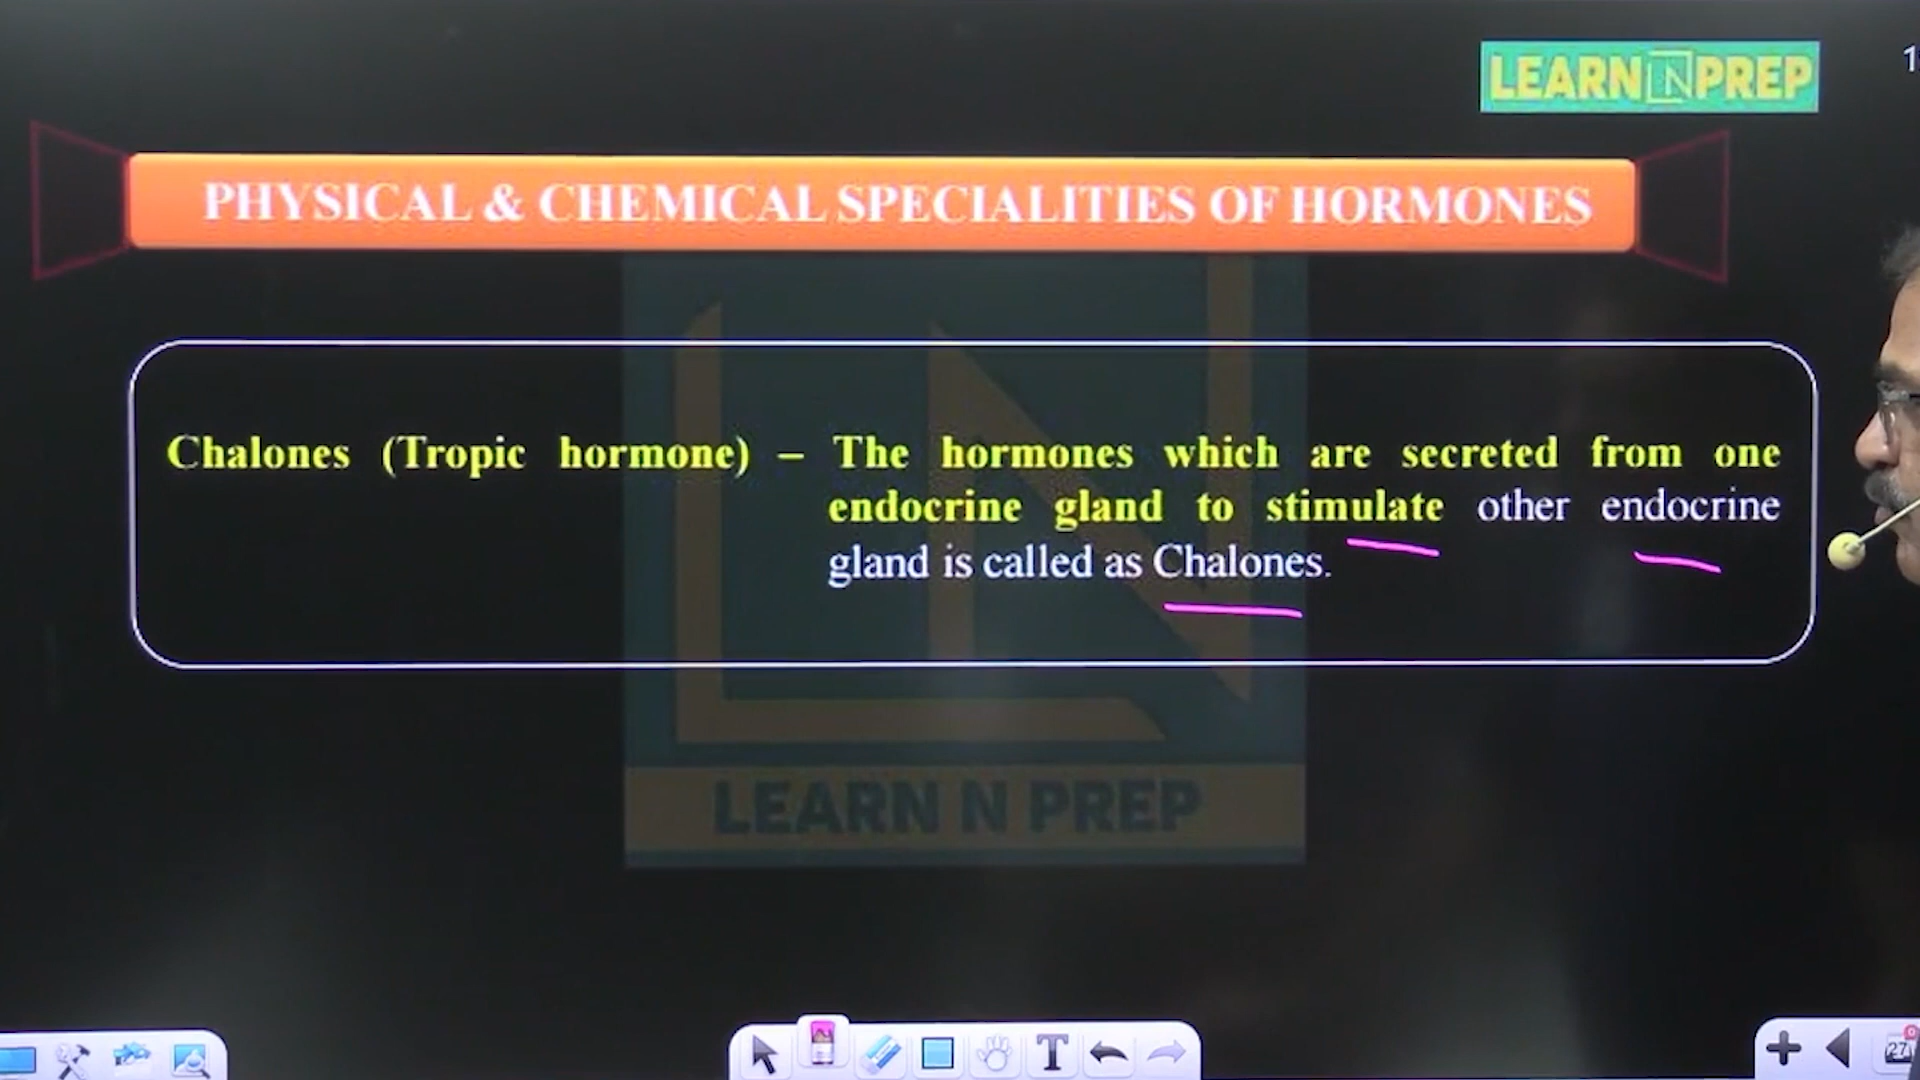 LEARN N PREP
PHYSICAL & CHEMICAL SPECIALITIES OF HORMONES
Chalones (Tropic hormone) – The hormones which are secreted from one
endocrine gland to stimulate other endocrine
gland is called as Chalones.
LEARN N PREP
T
27